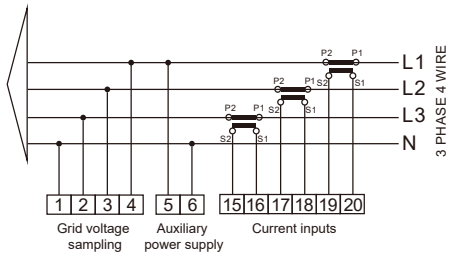 P2 P1
L1
S2 S1
P2 P1
L2
S2 S1
P2 P1
L3
S2 S1
N
3 PHASE 4 WIRE
1 2 3 4 5 6 15 16 17 18 19 20
Grid voltage
sampling
Auxiliary
power supply
Current inputs